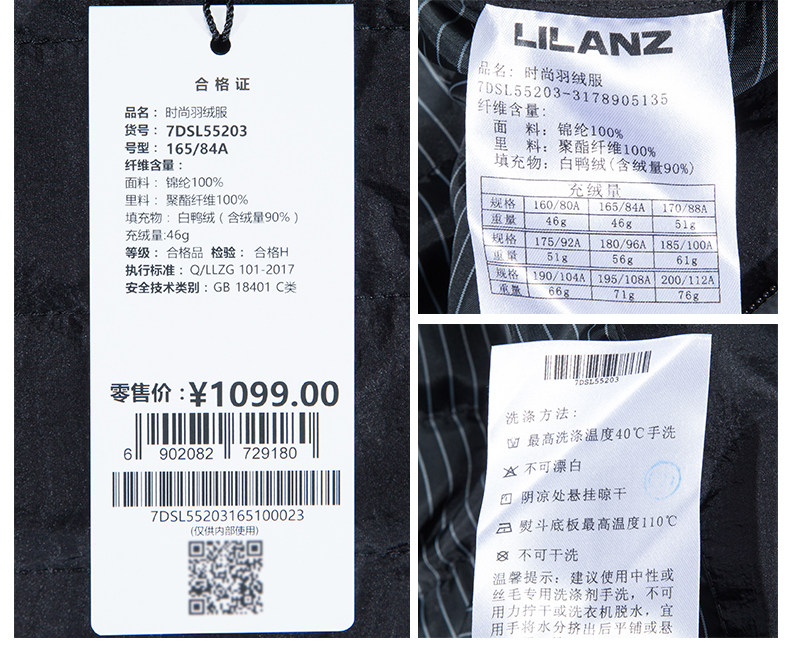 合格证
品名：时尚羽绒服
货号：7DSL55203
号型：165/84A
纤维含量：
面料：锦纶100%
里料：聚酯纤维100%
填充物：白鸭绒（含绒量90%）
充绒量:46g
等级：合格品 检验：合格H
执行标准：Q/LLZG 101-2017
安全技术类别：GB 18401 C类
零售价：¥1099.00
6 902082 729180
7DSL55203165100023
(仅供内部使用)
LILANZ
品名：时尚羽绒服
7DSL55203-3178905135
纤维含量：
面 料：锦纶100%
里 料：聚酯纤维100%
填充物：白鸭绒(含绒量90%)
充绒量
规格 160/80A 165/84A 170/88A
重量 46g 46g 51g
规格 175/92A 180/96A 185/100A
重量 51g 56g 61g
规格 190/104A 195/108A 200/112A
重量 66g 71g 76g
7DSL55203
洗涤方法：
最高洗涤温度40℃手洗
不可漂白
阴凉处悬挂晾干
熨斗底板最高温度110℃
不可干洗
温馨提示：建议使用中性或
丝毛专用洗涤剂手洗，不可
用力拧干或洗衣机脱水，宜
用手将水分挤出后平铺或悬